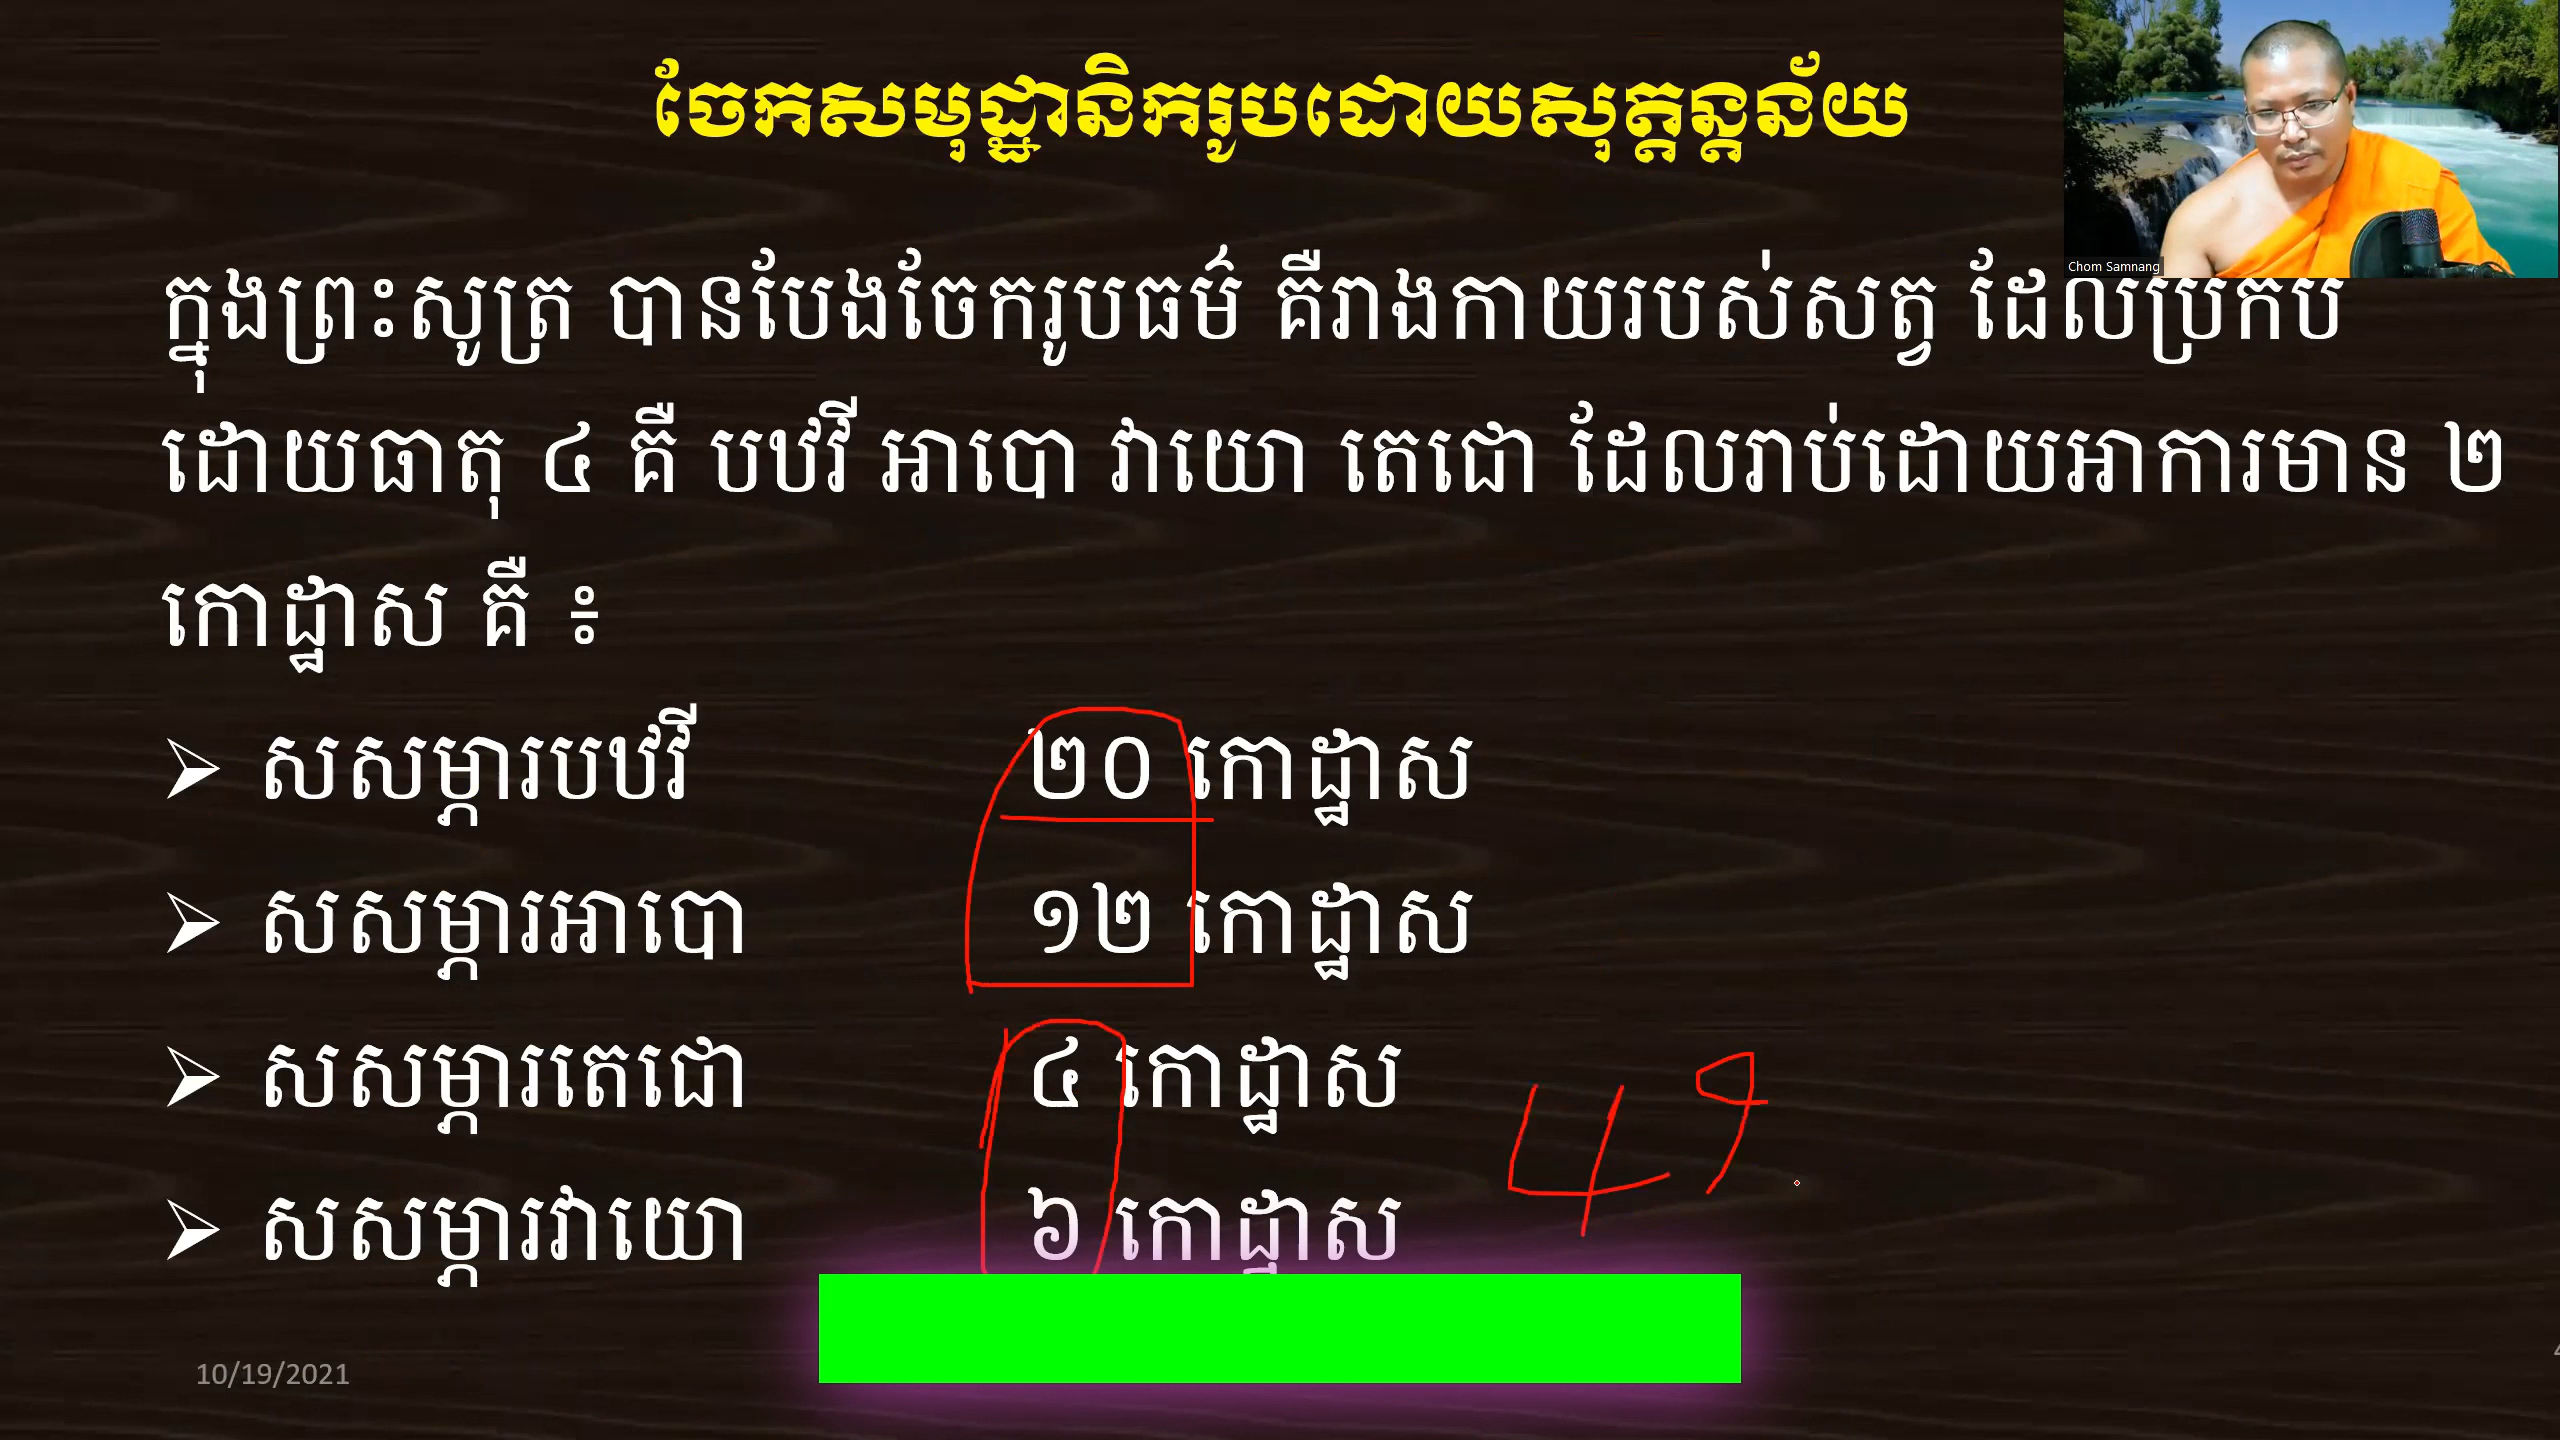 ចែកសមុដ្ឋានិករូបដោយសុត្តន្តន័យ
Chom Samnang
ក្នុងព្រះសូត្រ បានបែងចែករូបធម៌ គឺរាងកាយរបស់សត្វ ដែលប្រកប
ដោយធាតុ ៤ គឺ បឋវី អាបោ វាយោ តេជោ ដែលរាប់ដោយអាការមាន ២
កោដ្ឋាស គឺ ៖
➢ សសម្ភារបឋវី ២០ កោដ្ឋាស
➢ សសម្ភារអាបោ ១២ កោដ្ឋាស
➢ សសម្ភារតេជោ ៤ កោដ្ឋាស
➢ សសម្ភារវាយោ ៦ កោដ្ឋាស
10/19/2021